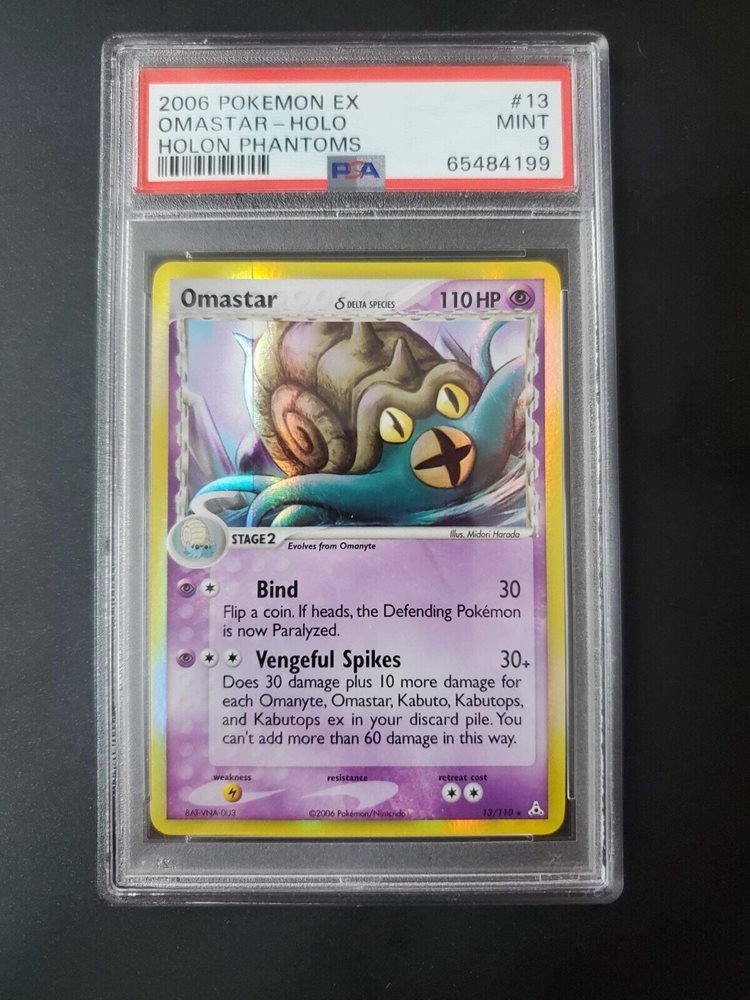 2006 POKEMON EX #13
OMASTAR-HOLO MINT
HOLON PHANTOMS 9
PSA 65484199
Omastar δ DELTA SPECIES 110 HP
Illus. Midori Harada
STAGE 2
Evolves from Omanyte
Bind 30
Flip a coin. If heads, the Defending Pokémon
is now Paralyzed.
Vengeful Spikes 30+
Does 30 damage plus 10 more damage for
each Omanyte, Omastar, Kabuto, Kabutops,
and Kabutops ex in your discard pile. You
can't add more than 60 damage in this way.
weakness resistance retreat cost
8AT-VNA-0U3 ©2006 Pokémon/Nintendo 13/110 ★